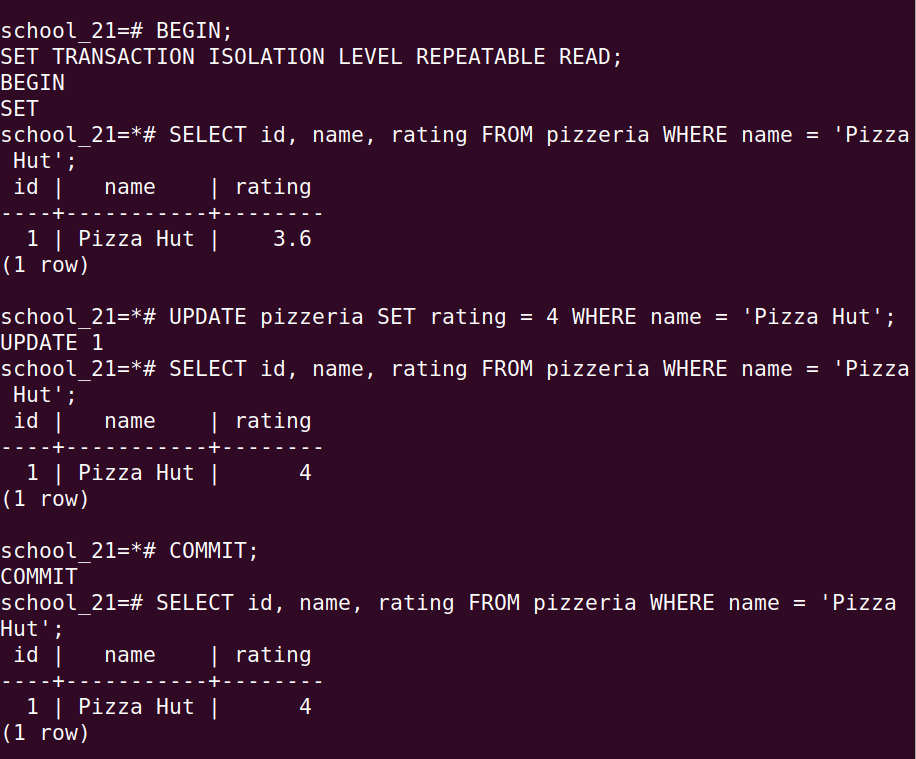 school_21=# BEGIN;
SET TRANSACTION ISOLATION LEVEL REPEATABLE READ;
BEGIN
SET
school_21=*# SELECT id, name, rating FROM pizzeria WHERE name = 'Pizza
 Hut';
 id |   name    | rating
----+-----------+--------
  1 | Pizza Hut |    3.6
(1 row)

school_21=*# UPDATE pizzeria SET rating = 4 WHERE name = 'Pizza Hut';
UPDATE 1
school_21=*# SELECT id, name, rating FROM pizzeria WHERE name = 'Pizza
 Hut';
 id |   name    | rating
----+-----------+--------
  1 | Pizza Hut |      4
(1 row)

school_21=*# COMMIT;
COMMIT
school_21=# SELECT id, name, rating FROM pizzeria WHERE name = 'Pizza
Hut';
 id |   name    | rating
----+-----------+--------
  1 | Pizza Hut |      4
(1 row)